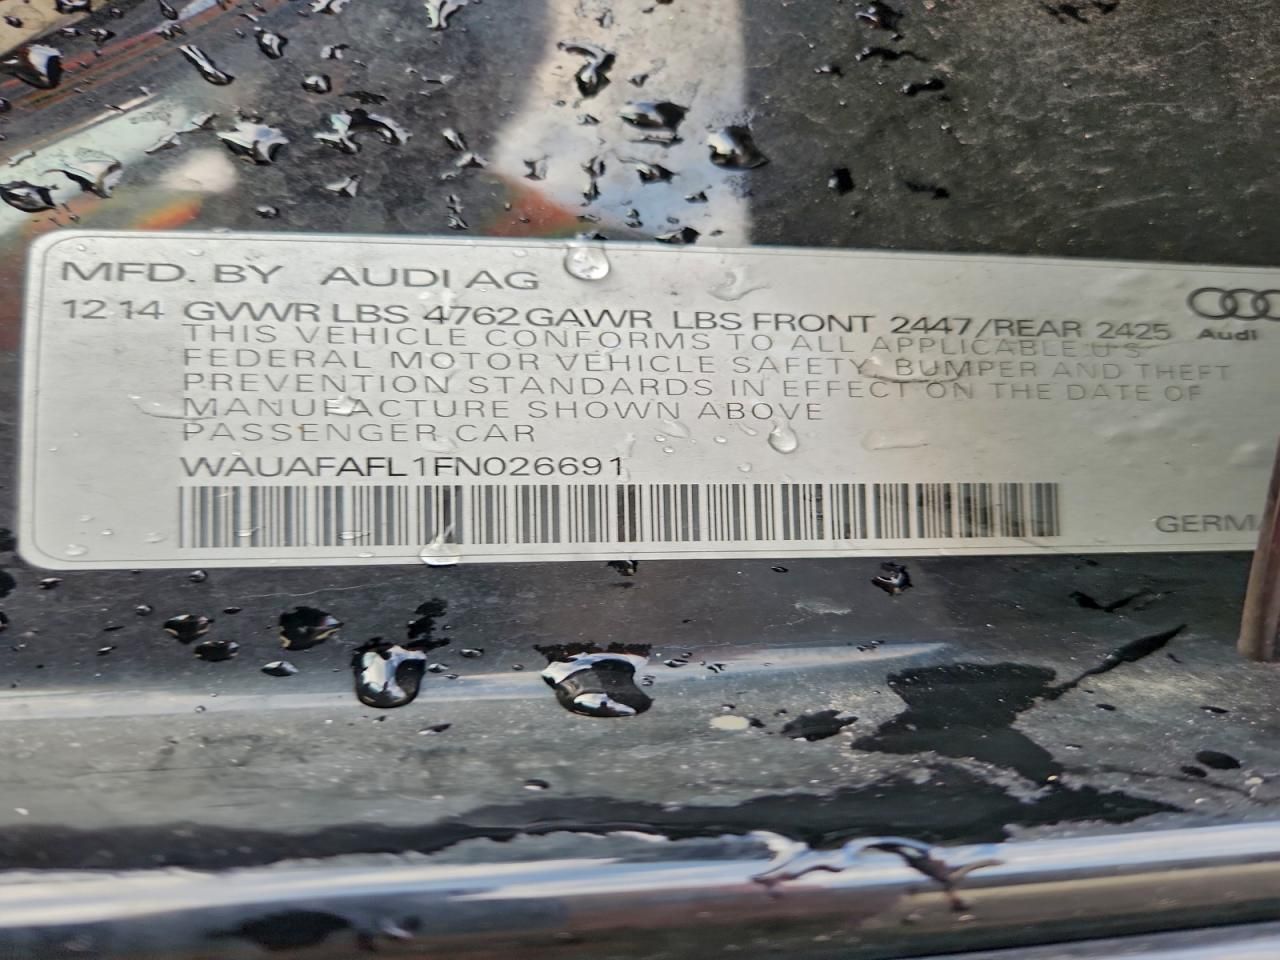 MFD. BY AUDI AG
12 14 GVWR LBS 4762 GAWR LBS FRONT 2447/REAR 2425
Audi
THIS VEHICLE CONFORMS TO ALL APPLICABLE U S
FEDERAL MOTOR VEHICLE SAFETY, BUMPER AND THEFT
PREVENTION STANDARDS IN EFFECT ON THE DATE OF
MANUFACTURE SHOWN ABOVE
PASSENGER CAR
WAUAFAFL1FN026691
GERMA